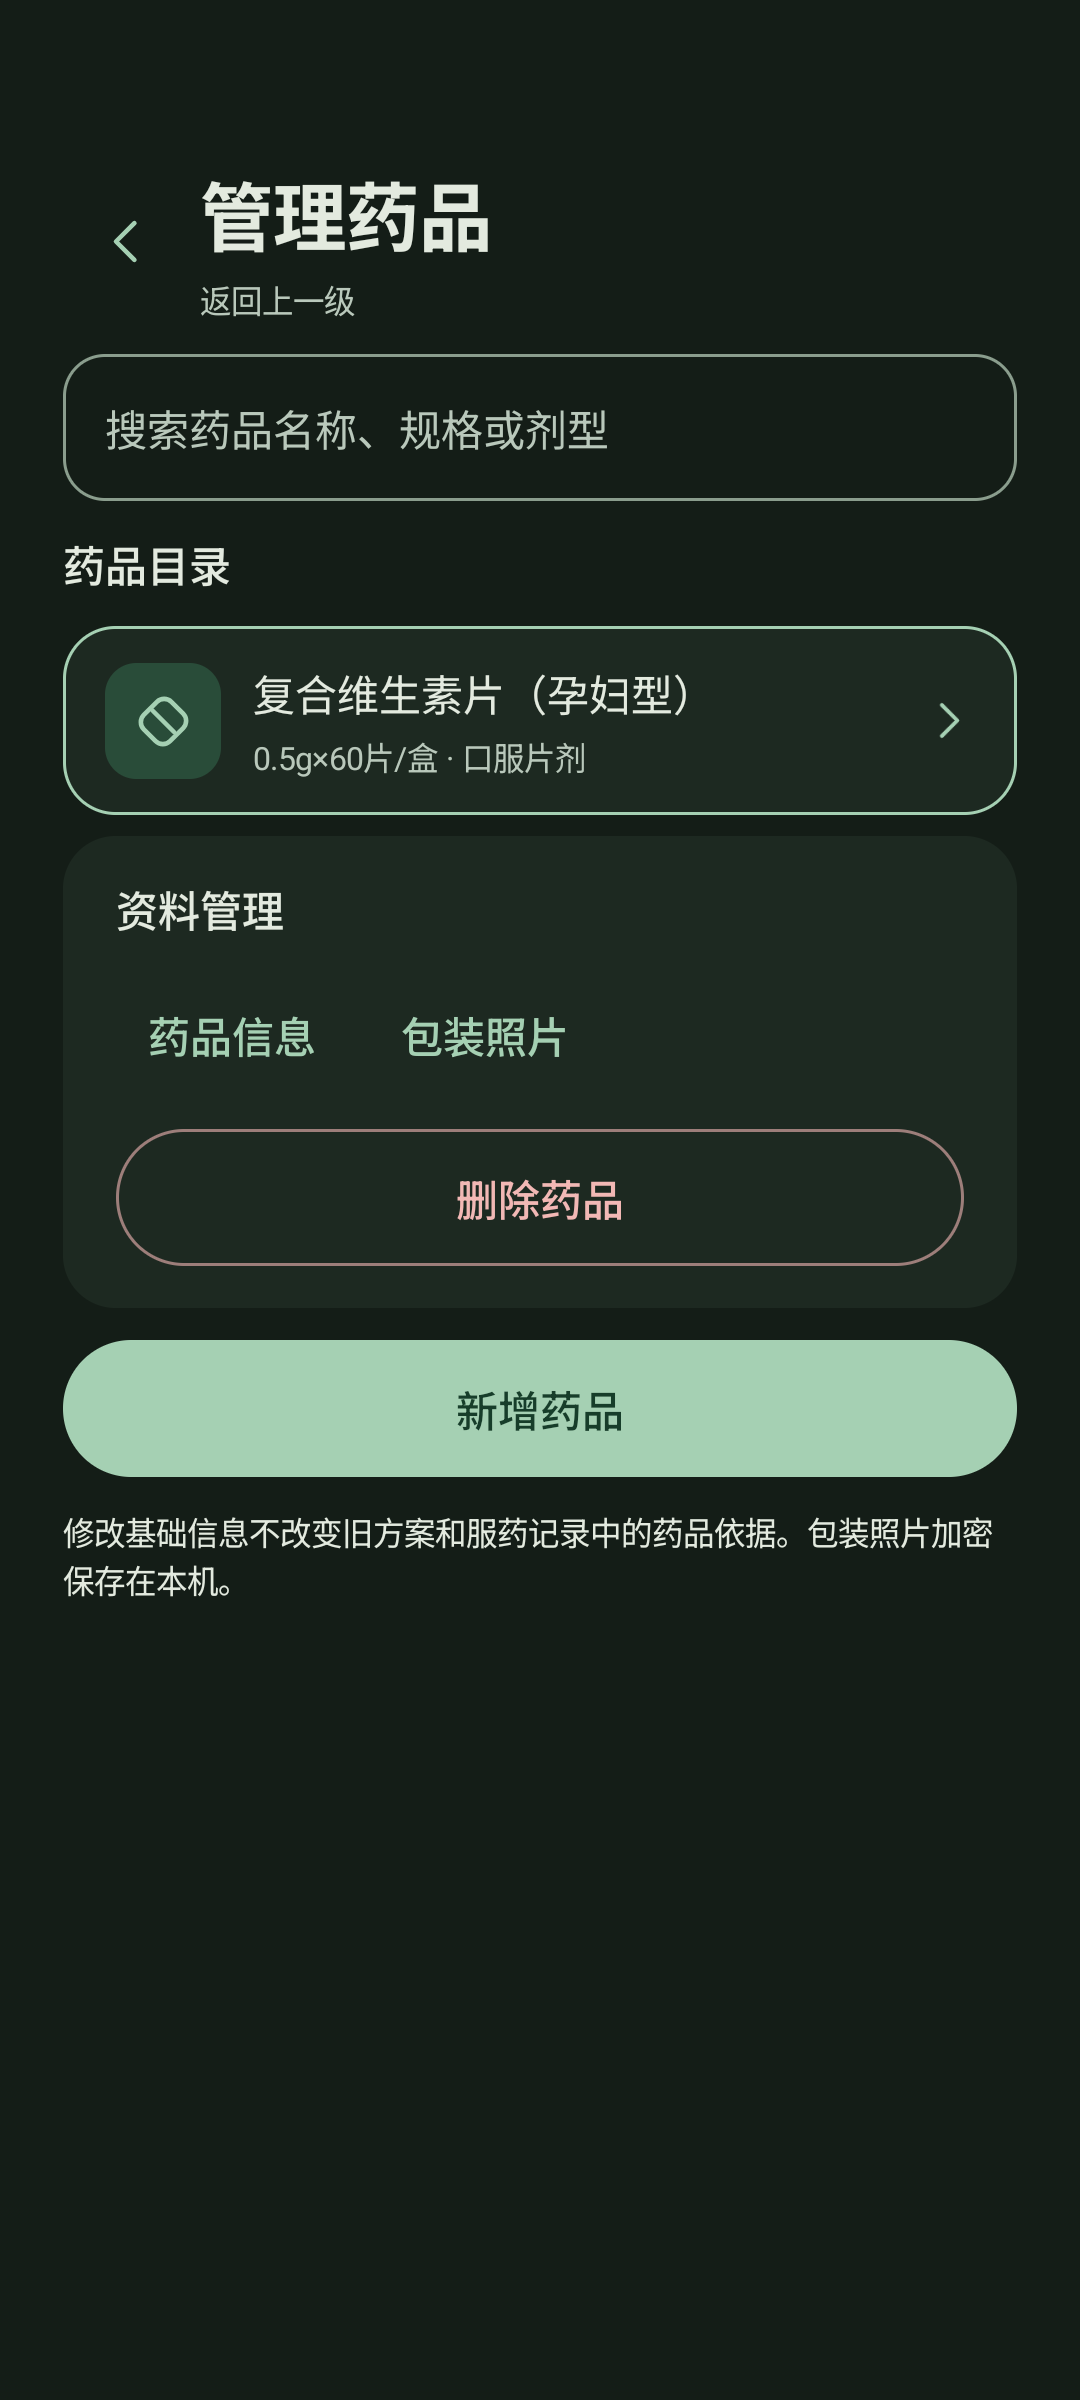 管理药品
返回上一级
搜索药品名称、规格或剂型
药品目录
复合维生素片（孕妇型）
0.5g×60片/盒 · 口服片剂
资料管理
药品信息 包装照片
删除药品
新增药品
修改基础信息不改变旧方案和服药记录中的药品依据。包装照片加密
保存在本机。